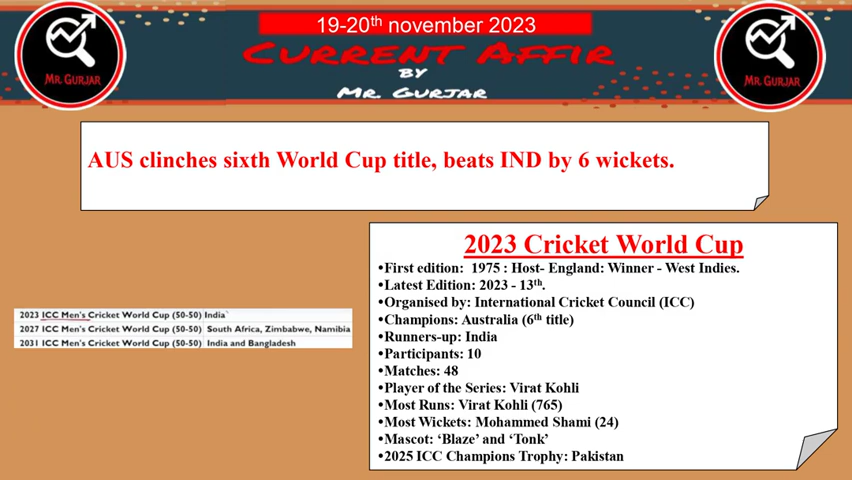 19-20th november 2023
Current Affir
by
Mr. Gurjar
MR. GURJAR
MR. GURJAR
AUS clinches sixth World Cup title, beats IND by 6 wickets.
2023 ICC Men's Cricket World Cup (50-50) India
2027 ICC Men's Cricket World Cup (50-50) South Africa, Zimbabwe, Namibia
2031 ICC Men's Cricket World Cup (50-50) India and Bangladesh
2023 Cricket World Cup
•First edition: 1975 : Host- England: Winner - West Indies.
•Latest Edition: 2023 - 13th.
•Organised by: International Cricket Council (ICC)
•Champions: Australia (6th title)
•Runners-up: India
•Participants: 10
•Matches: 48
•Player of the Series: Virat Kohli
•Most Runs: Virat Kohli (765)
•Most Wickets: Mohammed Shami (24)
•Mascot: ‘Blaze’ and ‘Tonk’
•2025 ICC Champions Trophy: Pakistan